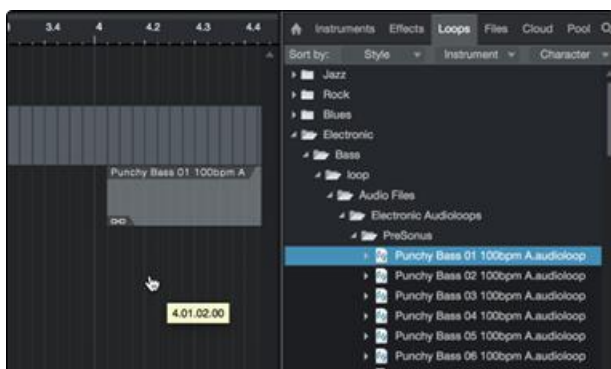 3.4 4 4.2 4.3 4.4
Instruments Effects Loops Files Cloud Pool
Sort by: Style Instrument Character
Jazz
Rock
Blues
Electronic
Bass
loop
Audio Files
Electronic Audioloops
PreSonus
Punchy Bass 01 100bpm A
Punchy Bass 01 100bpm A.audioloop
Punchy Bass 02 100bpm A.audioloop
Punchy Bass 03 100bpm A.audioloop
4.01.02.00
Punchy Bass 04 100bpm A.audioloop
Punchy Bass 05 100bpm A.audioloop
Punchy Bass 06 100bpm A.audioloop